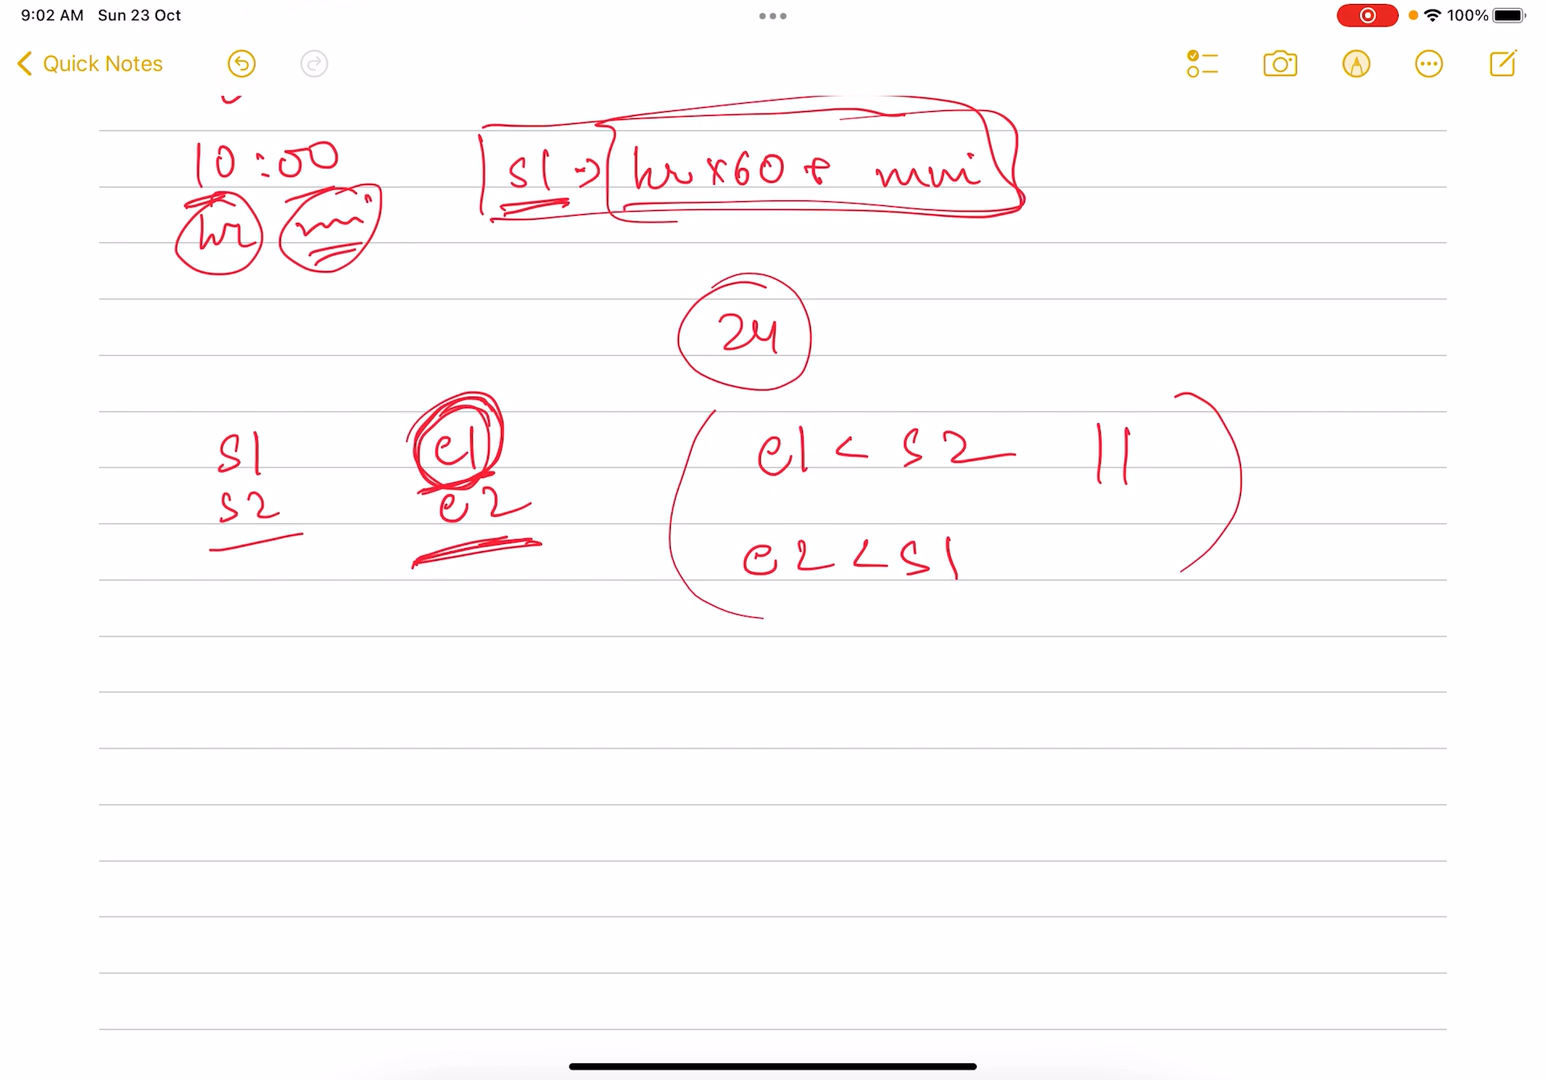 9:02 AM Sun 23 Oct
100%
Quick Notes
10:00 s1 => hr x 60 + min
hr min
24
s1 e1 e1 < s2 ||
s2 e2
e2 < s1